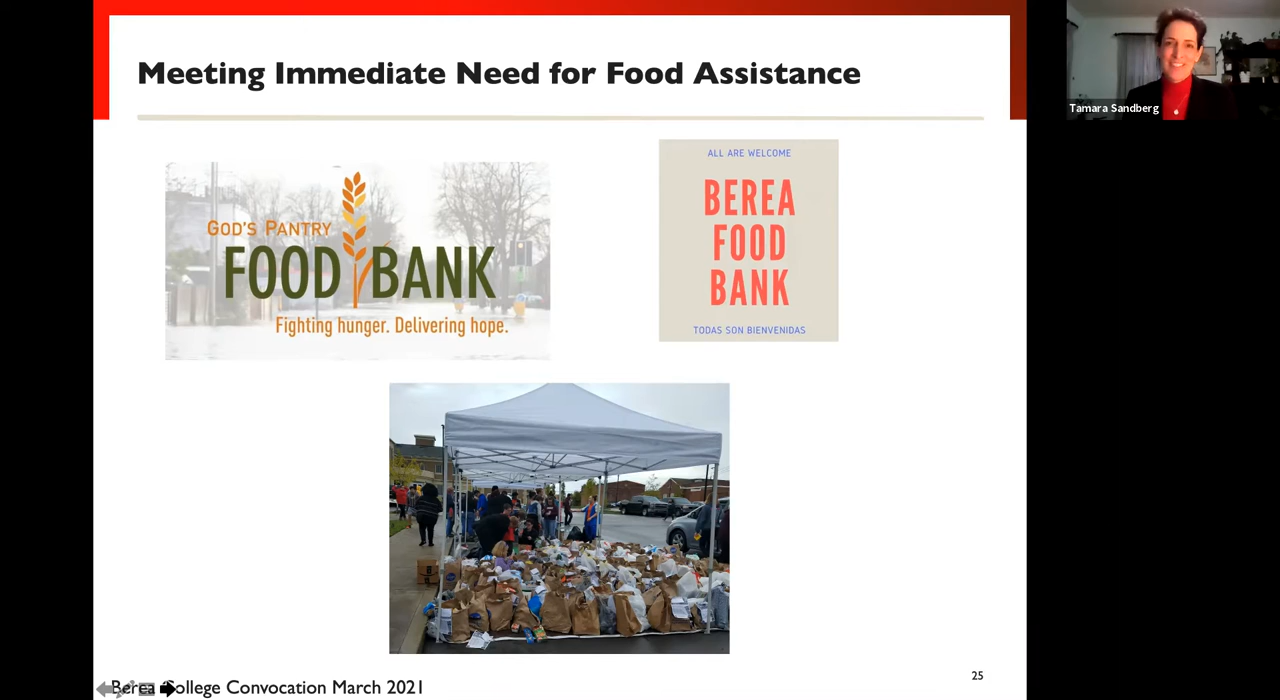 Meeting Immediate Need for Food Assistance
Tamara Sandberg
GOD'S PANTRY
FOOD BANK
Fighting hunger. Delivering hope.
ALL ARE WELCOME
BEREA
FOOD
BANK
TODAS SON BIENVENIDAS
25
Berea College Convocation March 2021